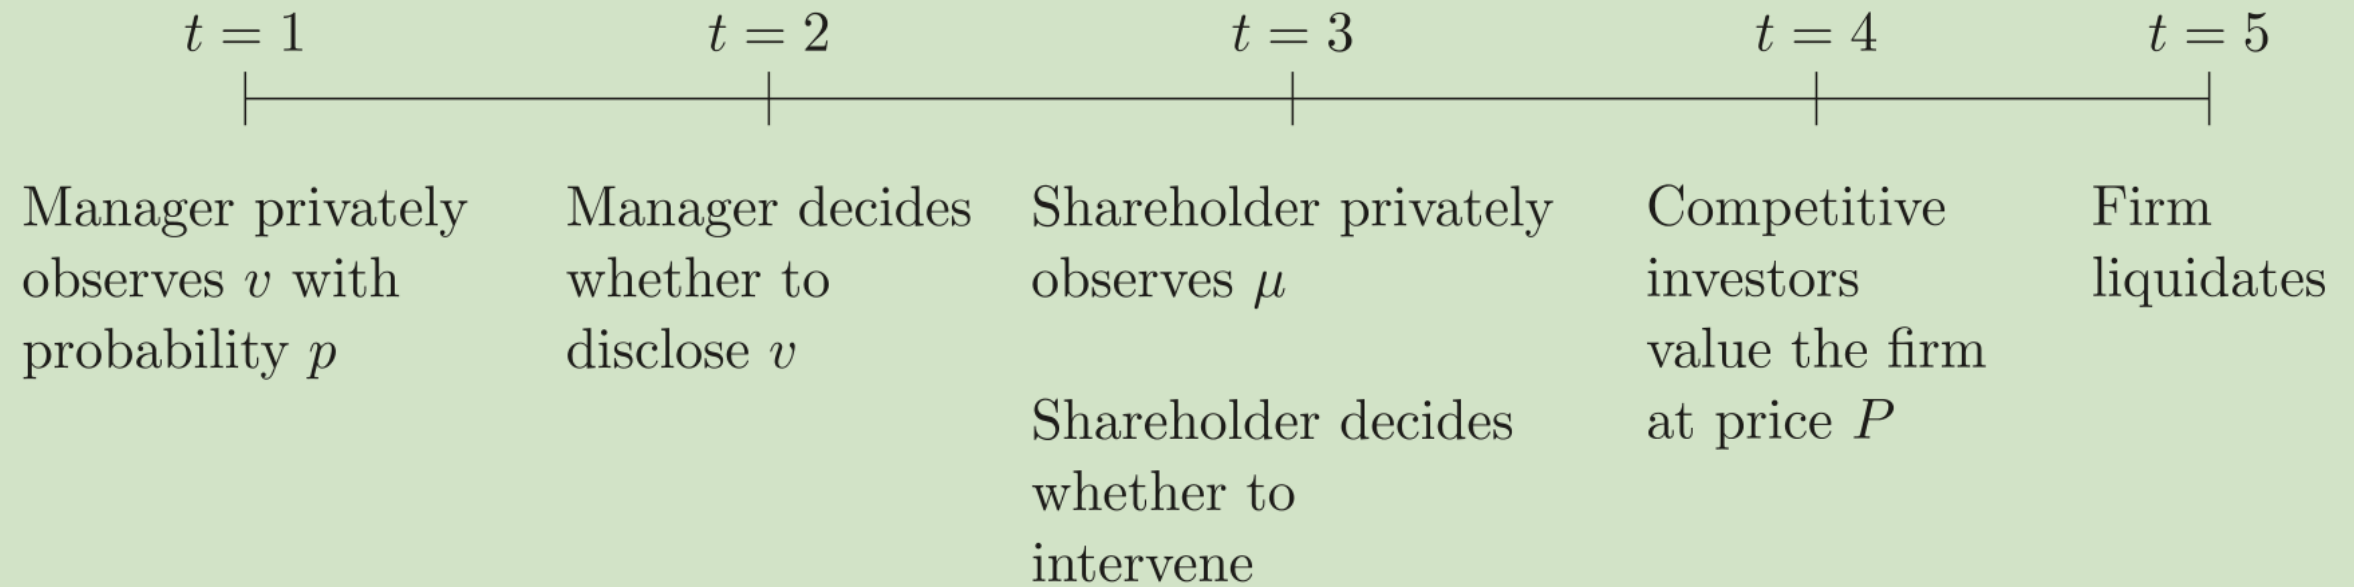 t = 1
t = 2
t = 3
t = 4
t = 5
Manager privately
observes v with
probability p
Manager decides
whether to
disclose v
Shareholder privately
observes μ
Shareholder decides
whether to
intervene
Competitive
investors
value the firm
at price P
Firm
liquidates